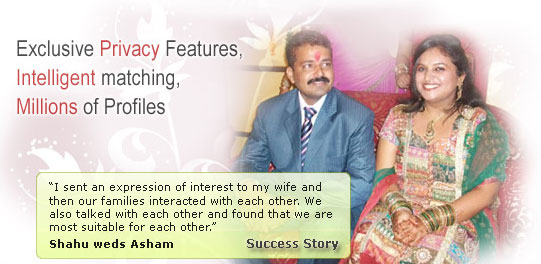 Exclusive Privacy Features,
Intelligent matching,
Millions of Profiles
“I sent an expression of interest to my wife and
then our families interacted with each other. We
also talked with each other and found that we are
most suitable for each other.”
Shahu weds Asham Success Story